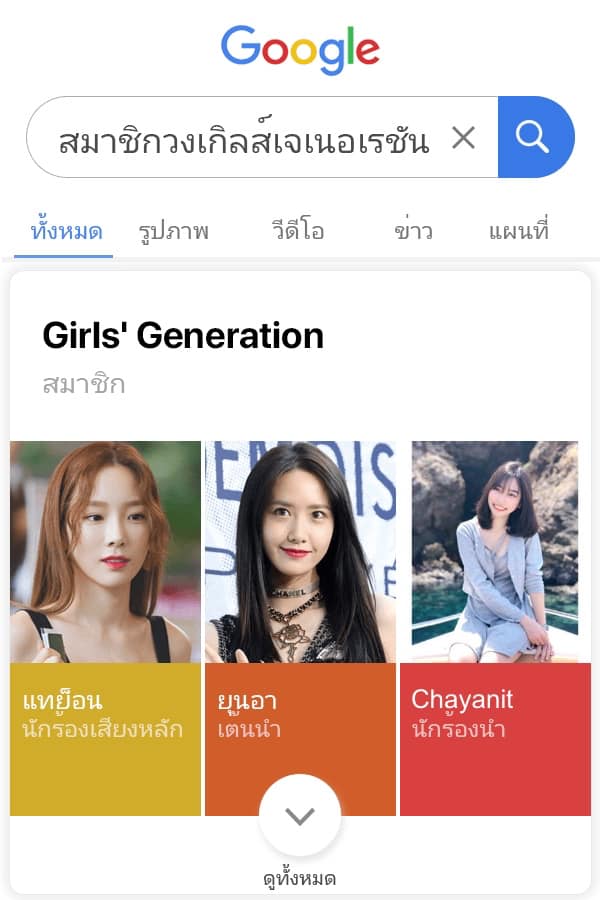 Google
สมาชิกวงเกิลส์เจเนอเรชัน
ทั้งหมด รูปภาพ วีดีโอ ข่าว แผนที่
Girls' Generation
สมาชิก
CHANEL
แทย็อน
นักรองเสียงหลัก
ยูนอา
เตนนำ
Chayanit
นักรองนำ
ดูทั้งหมด